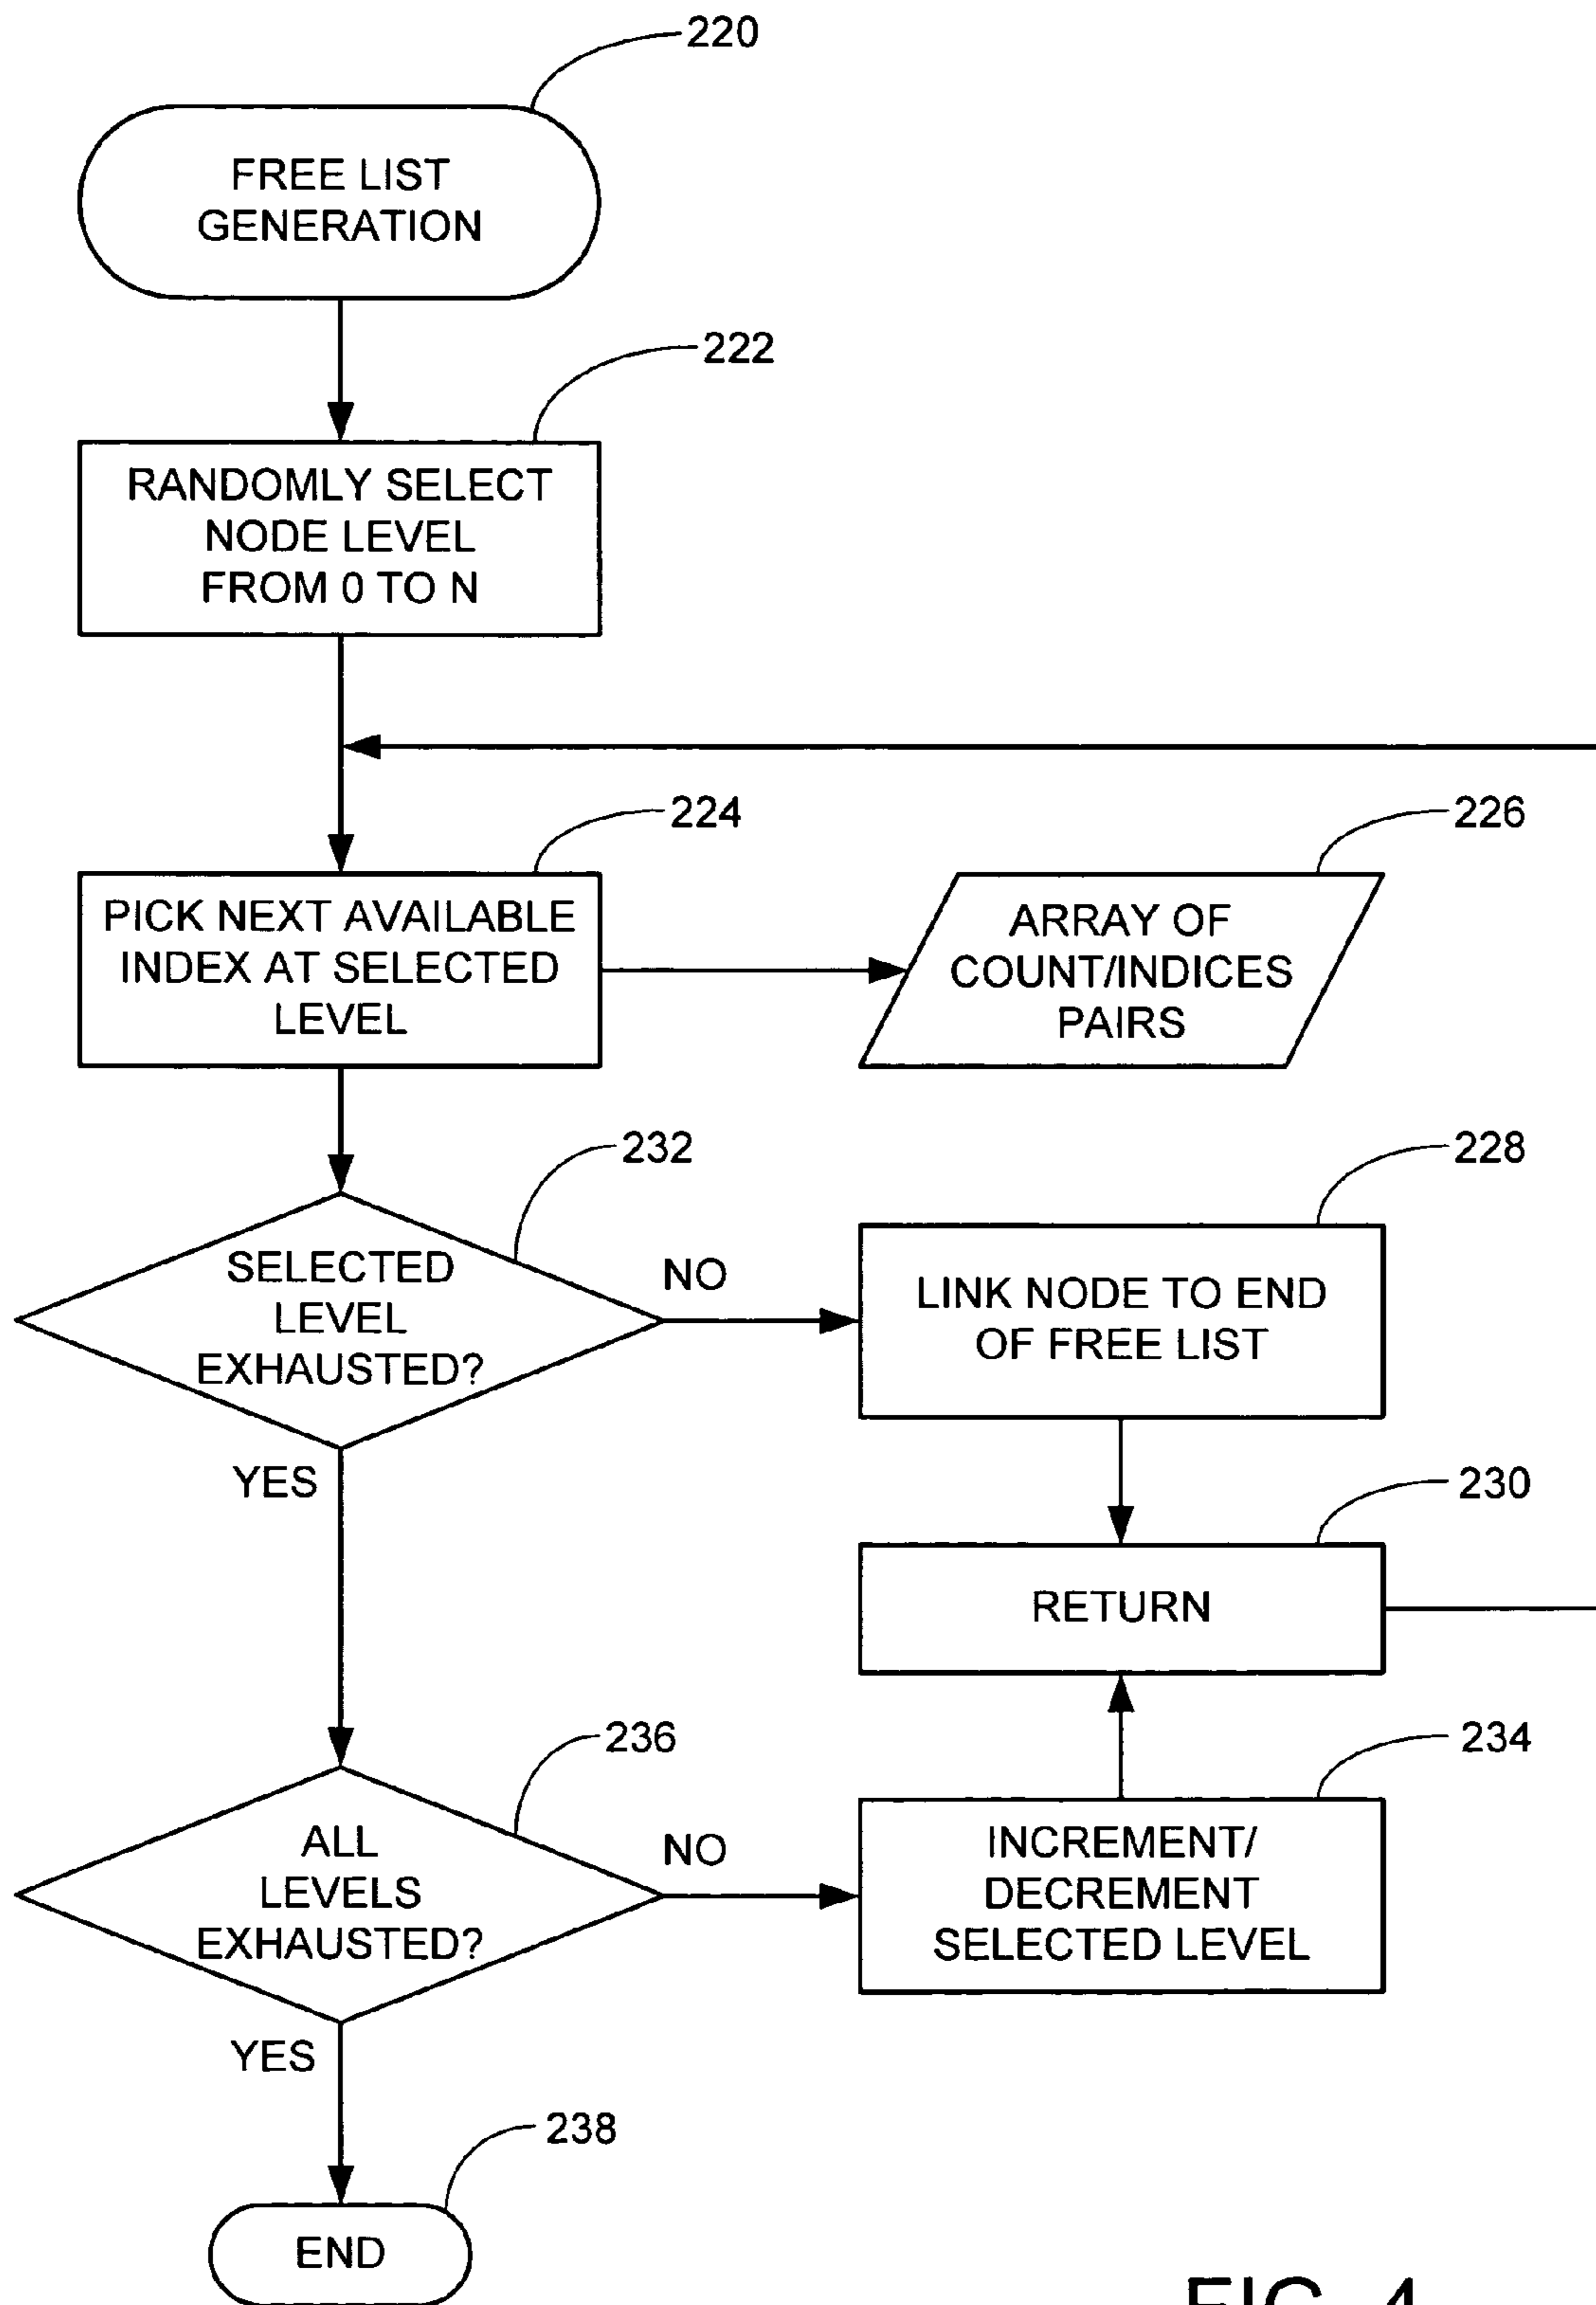 220
FREE LIST
GENERATION
222
RANDOMLY SELECT
NODE LEVEL
FROM 0 TO N
224
PICK NEXT AVAILABLE
INDEX AT SELECTED
LEVEL
226
ARRAY OF
COUNT/INDICES
PAIRS
232
SELECTED
LEVEL
EXHAUSTED?
NO
YES
228
LINK NODE TO END
OF FREE LIST
230
RETURN
236
ALL
LEVELS
EXHAUSTED?
NO
YES
234
INCREMENT/
DECREMENT
SELECTED LEVEL
238
END
FIG. 4